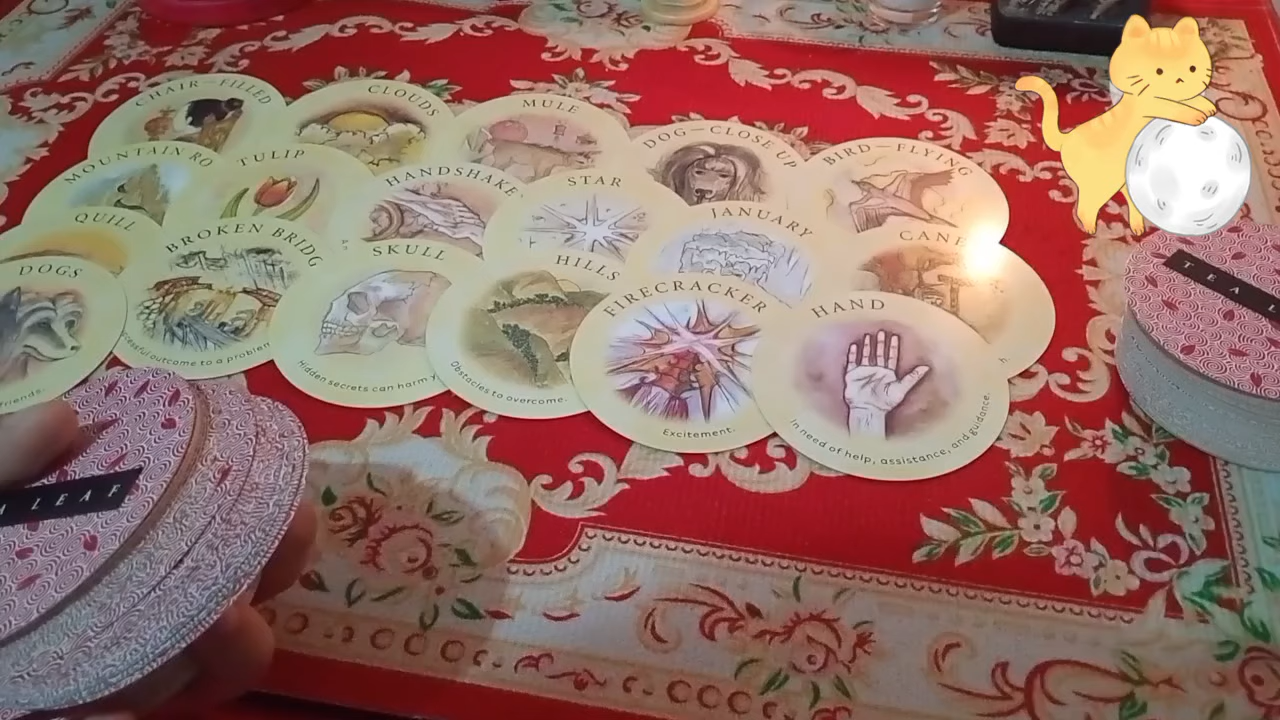 CHAIR-FILLED
CLOUDS
MULE
DOG-CLOSE UP
BIRD-FLYING
MOUNTAIN RO
TULIP
HANDSHAKE
STAR
JANUARY
CANE
QUILL
BROKEN BRIDG
SKULL
HILLS
FIRECRACKER
HAND
DOGS
friends.
cessful outcome to a problem
Hidden secrets can harm y
Obstacles to overcome.
Excitement.
In need of help, assistance, and guidance.
h.
TEA L
A LEAF